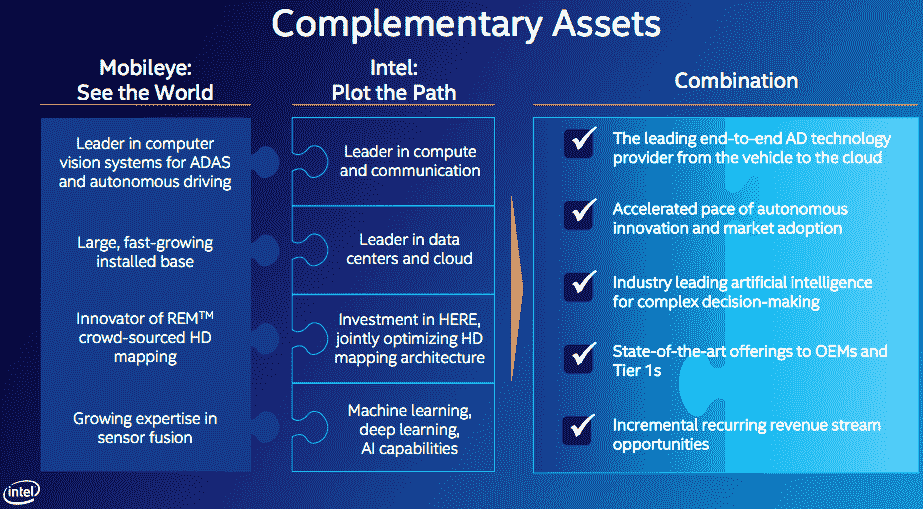 Complementary Assets
Mobileye:
See the World
Leader in computer
vision systems for ADAS
and autonomous driving
Large, fast-growing
installed base
Innovator of REM™
crowd-sourced HD
mapping
Growing expertise in
sensor fusion
Intel:
Plot the Path
Leader in compute
and communication
Leader in data
centers and cloud
Investment in HERE,
jointly optimizing HD
mapping architecture
Machine learning,
deep learning,
AI capabilities
Combination
The leading end-to-end AD technology
provider from the vehicle to the cloud
Accelerated pace of autonomous
innovation and market adoption
Industry leading artificial intelligence
for complex decision-making
State-of-the-art offerings to OEMs and
Tier 1s
Incremental recurring revenue stream
opportunities
intel